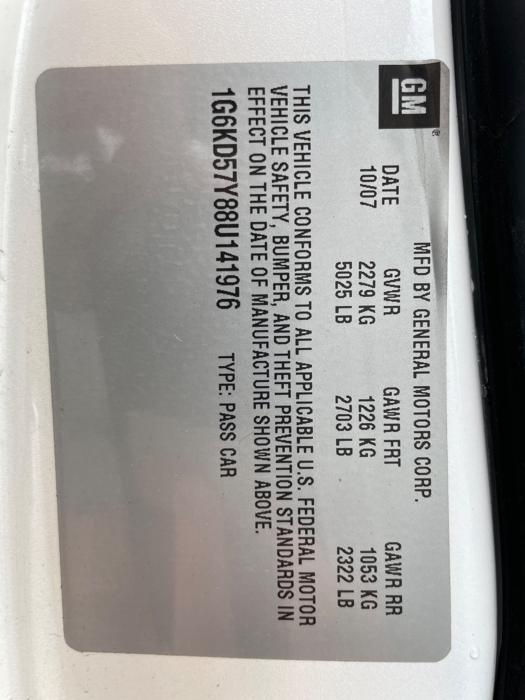 GM®
MFD BY GENERAL MOTORS CORP.
DATE GVWR GAWR FRT GAWR RR
10/07 2279 KG 1226 KG 1053 KG
5025 LB 2703 LB 2322 LB
THIS VEHICLE CONFORMS TO ALL APPLICABLE U.S. FEDERAL MOTOR
VEHICLE SAFETY, BUMPER, AND THEFT PREVENTION STANDARDS IN
EFFECT ON THE DATE OF MANUFACTURE SHOWN ABOVE.
1G6KD57Y88U141976 TYPE: PASS CAR